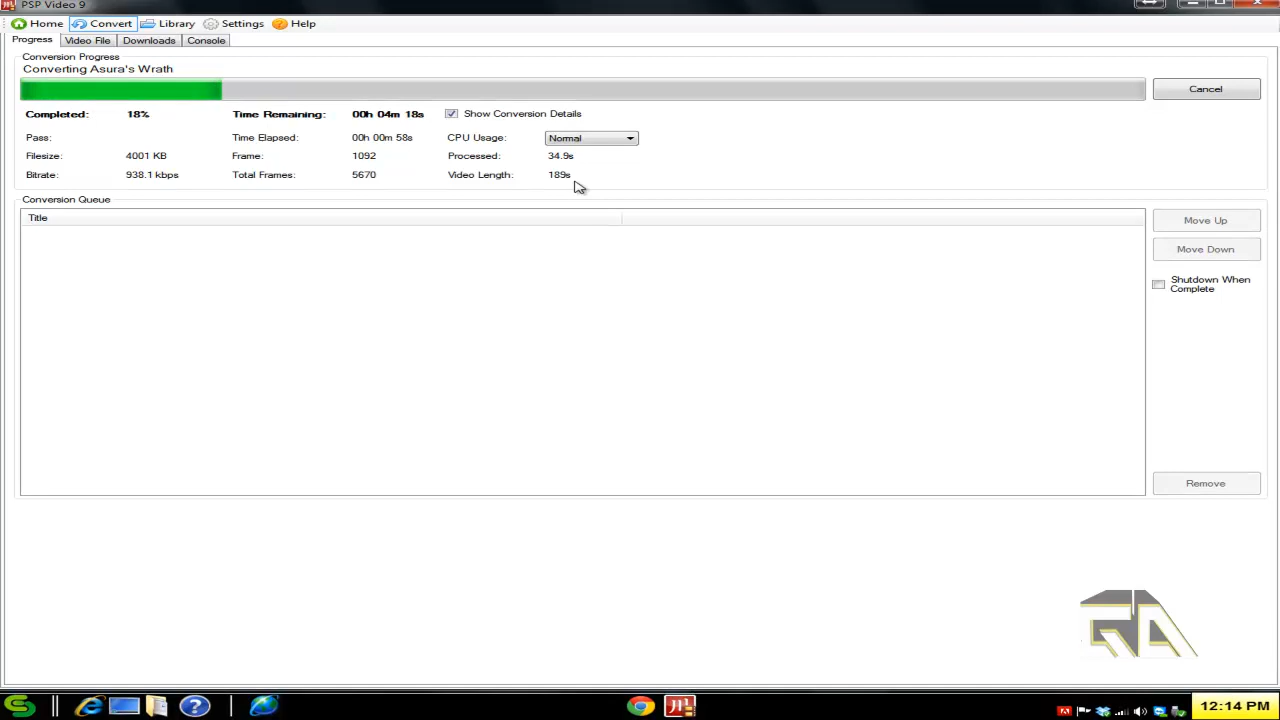 PSP Video 9
Home Convert Library Settings Help
Progress Video File Downloads Console
Conversion Progress
Converting Asura's Wrath
Cancel
Completed: 18% Time Remaining: 00h 04m 18s Show Conversion Details
Pass: Time Elapsed: 00h 00m 58s CPU Usage: Normal
Filesize: 4001 KB Frame: 1092 Processed: 34.9s
Bitrate: 938.1 kbps Total Frames: 5670 Video Length: 189s
Conversion Queue
Title
Move Up
Move Down
Shutdown When
Complete
Remove
GA
12:14 PM